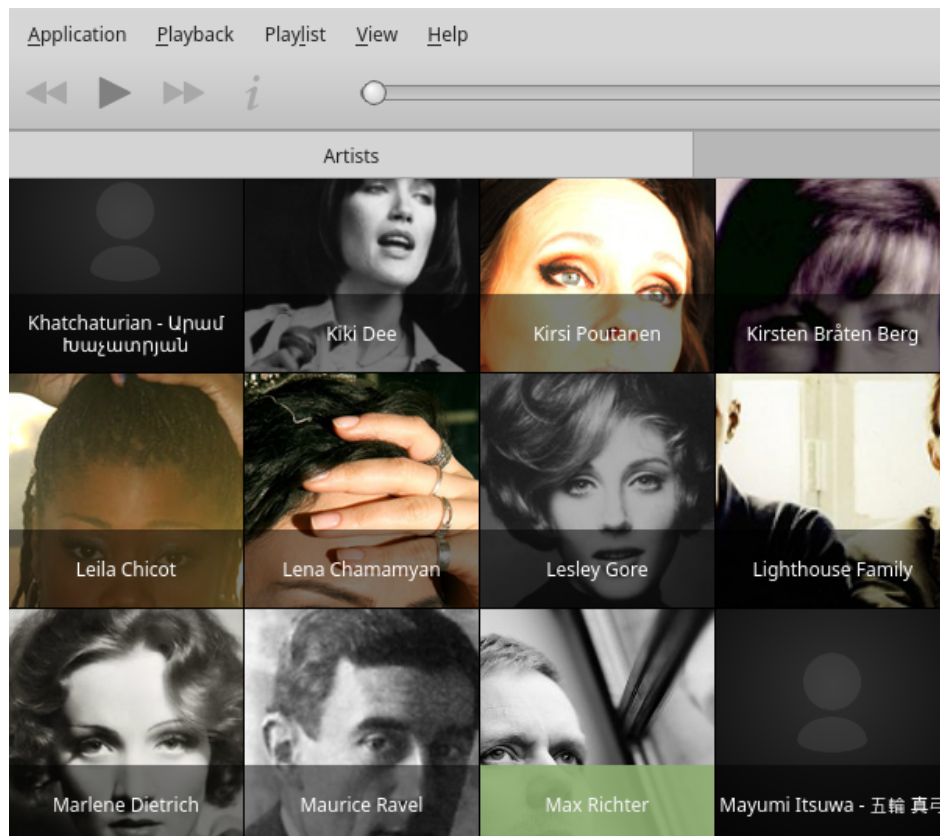 Application Playback Playlist View Help
Artists
Khatchaturian - Արամ
Խաչատրյան
Kiki Dee
Kirsi Poutanen
Kirsten Bråten Berg
Leila Chicot
Lena Chamamyan
Lesley Gore
Lighthouse Family
Marlene Dietrich
Maurice Ravel
Max Richter
Mayumi Itsuwa - 五輪 真弓